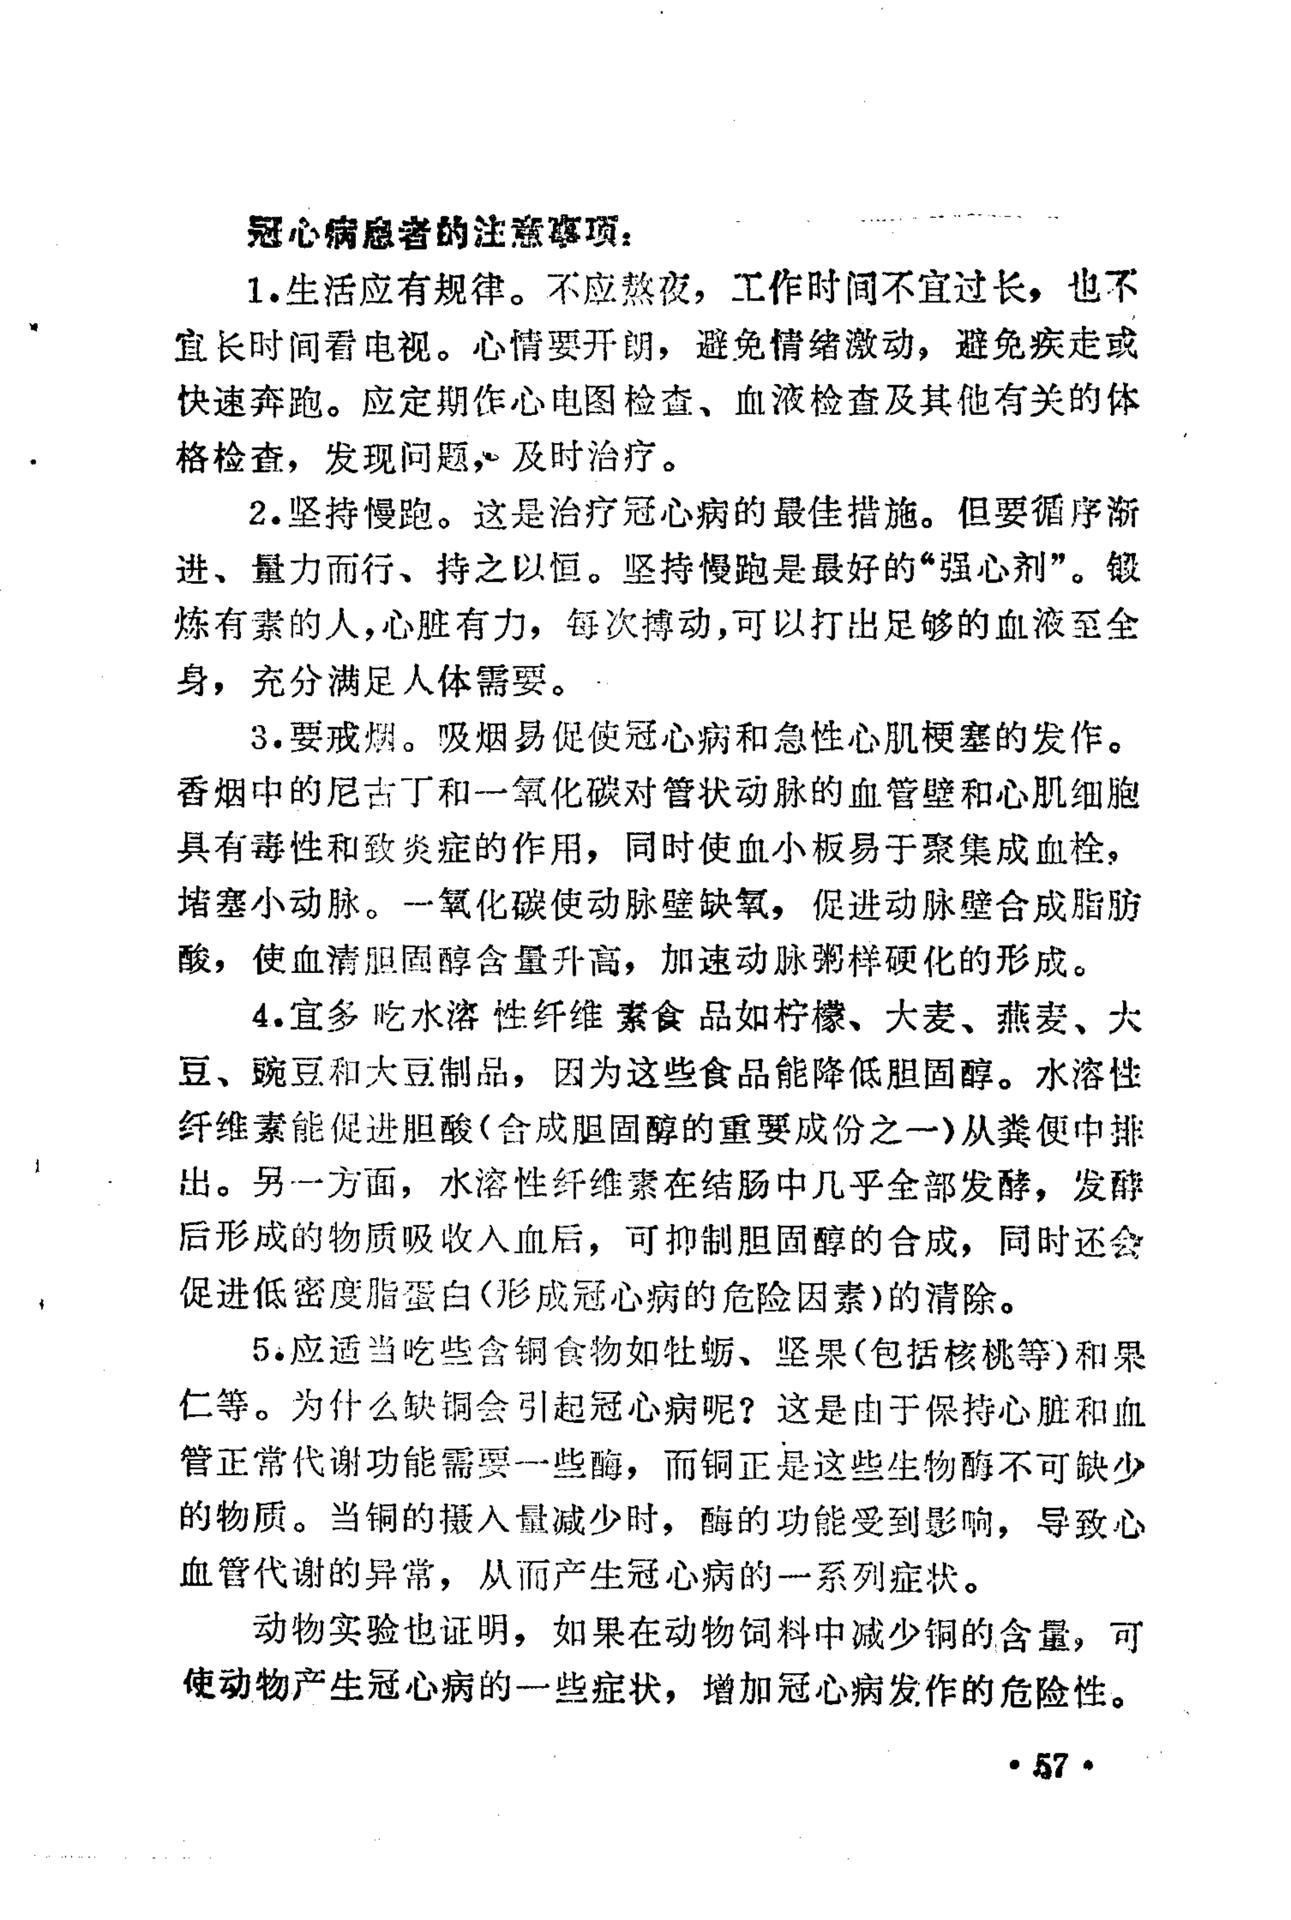 冠心病患者的注意事项：
1.生活应有规律。不应熬夜，工作时间不宜过长，也不
宜长时间看电视。心情要开朗，避免情绪激动，避免疾走或
快速奔跑。应定期作心电图检查、血液检查及其他有关的体
格检查，发现问题，及时治疗。
2.坚持慢跑。这是治疗冠心病的最佳措施。但要循序渐
进、量力而行、持之以恒。坚持慢跑是最好的“强心剂”。锻
炼有素的人，心脏有力，每次搏动，可以打出足够的血液至全
身，充分满足人体需要。
3.要戒烟。吸烟易促使冠心病和急性心肌梗塞的发作。
香烟中的尼古丁和一氧化碳对管状动脉的血管壁和心肌细胞
具有毒性和致炎症的作用，同时使血小板易于聚集成血栓，
堵塞小动脉。一氧化碳使动脉壁缺氧，促进动脉壁合成脂肪
酸，使血清胆固醇含量升高，加速动脉粥样硬化的形成。
4.宜多吃水溶性纤维素食品如柠檬、大麦、燕麦、大
豆、豌豆和大豆制品，因为这些食品能降低胆固醇。水溶性
纤维素能促进胆酸(合成胆固醇的重要成份之一)从粪便中排
出。另一方面，水溶性纤维素在结肠中几乎全部发酵，发酵
后形成的物质吸收入血后，可抑制胆固醇的合成，同时还会
促进低密度脂蛋白(形成冠心病的危险因素)的清除。
5.应适当吃些含铜食物如牡蛎、坚果(包括核桃等)和果
仁等。为什么缺铜会引起冠心病呢？这是由于保持心脏和血
管正常代谢功能需要一些酶，而铜正是这些生物酶不可缺少
的物质。当铜的摄入量减少时，酶的功能受到影响，导致心
血管代谢的异常，从而产生冠心病的一系列症状。
动物实验也证明，如果在动物饲料中减少铜的含量，可
使动物产生冠心病的一些症状，增加冠心病发作的危险性。
·57·